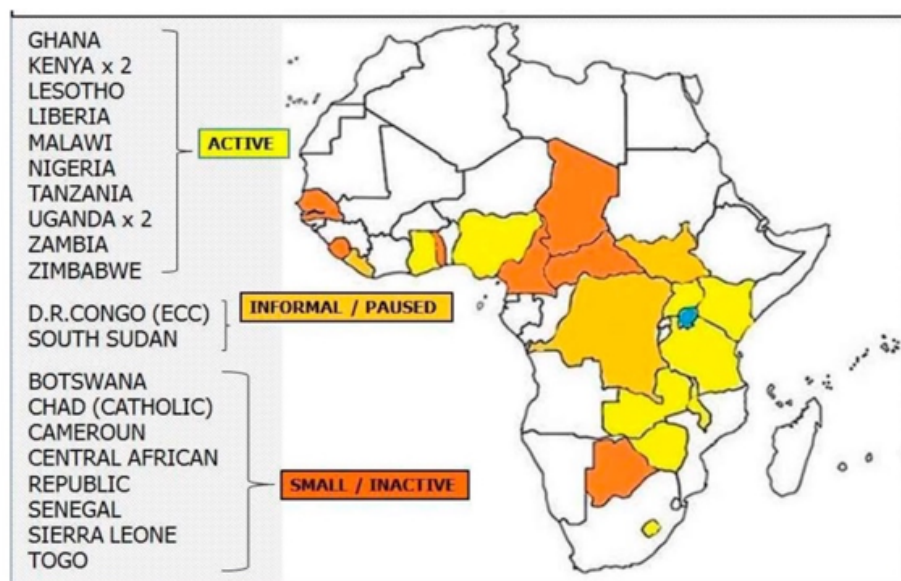 GHANA
KENYA x 2
LESOTHO
LIBERIA
MALAWI
NIGERIA
TANZANIA
UGANDA x 2
ZAMBIA
ZIMBABWE
ACTIVE
D.R.CONGO (ECC)
SOUTH SUDAN
INFORMAL / PAUSED
BOTSWANA
CHAD (CATHOLIC)
CAMEROUN
CENTRAL AFRICAN
REPUBLIC
SENEGAL
SIERRA LEONE
TOGO
SMALL / INACTIVE